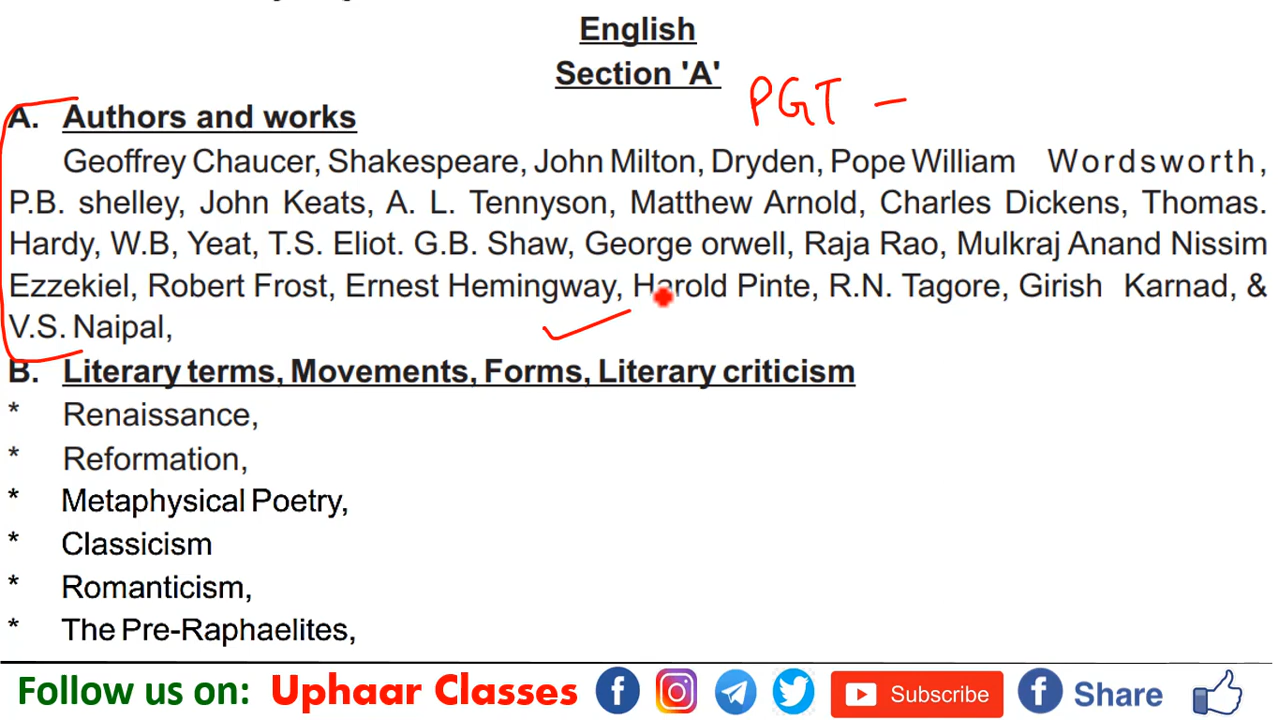 English
Section 'A'
PGT -
A. Authors and works
Geoffrey Chaucer, Shakespeare, John Milton, Dryden, Pope William Wordsworth,
P.B. shelley, John Keats, A. L. Tennyson, Matthew Arnold, Charles Dickens, Thomas.
Hardy, W.B, Yeat, T.S. Eliot. G.B. Shaw, George orwell, Raja Rao, Mulkraj Anand Nissim
Ezzekiel, Robert Frost, Ernest Hemingway, Harold Pinte, R.N. Tagore, Girish Karnad, &
V.S. Naipal,
B. Literary terms, Movements, Forms, Literary criticism
* Renaissance,
* Reformation,
* Metaphysical Poetry,
* Classicism
* Romanticism,
* The Pre-Raphaelites,
Follow us on: Uphaar Classes Subscribe Share